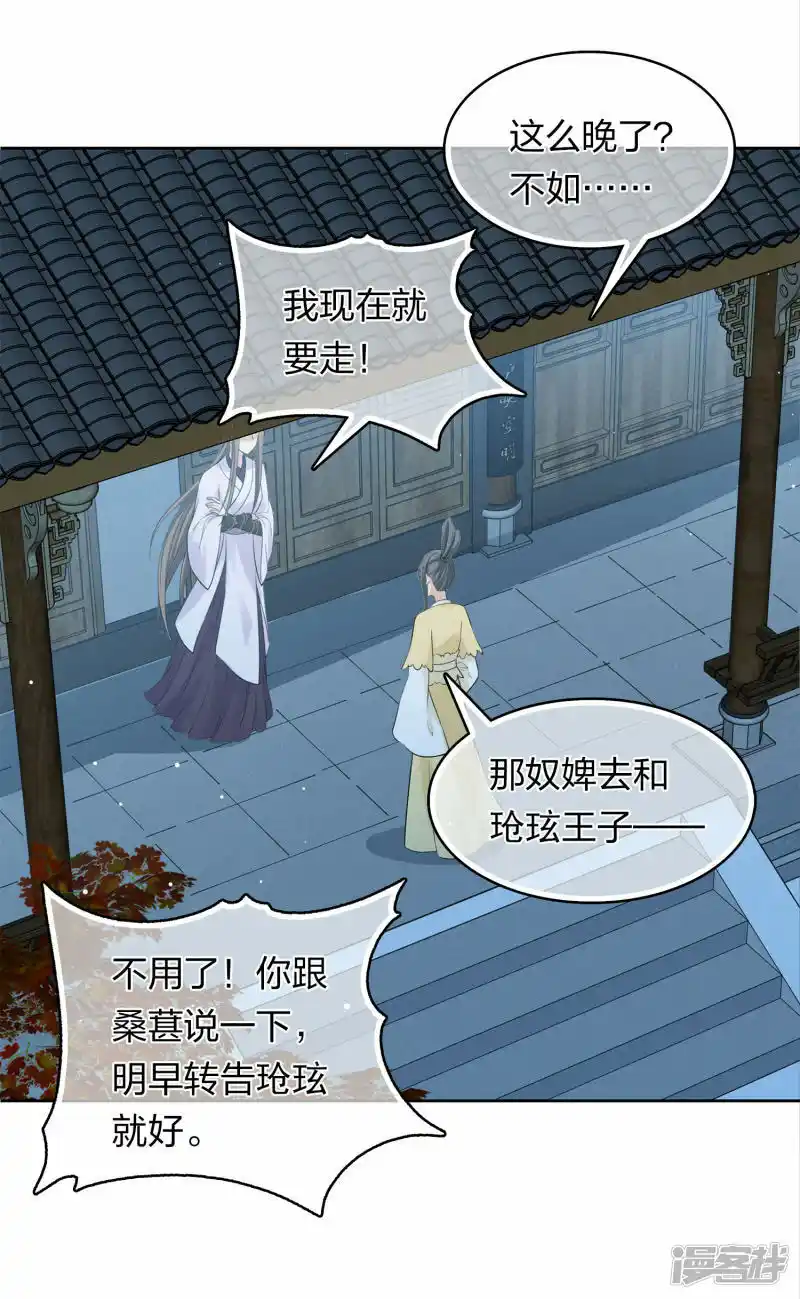 这么晚了?
不如……
我现在就
要走!
那奴婢去和
玱玹王子——
不用了!你跟
桑葚说一下,
明早转告玱玹
就好。
漫客栈